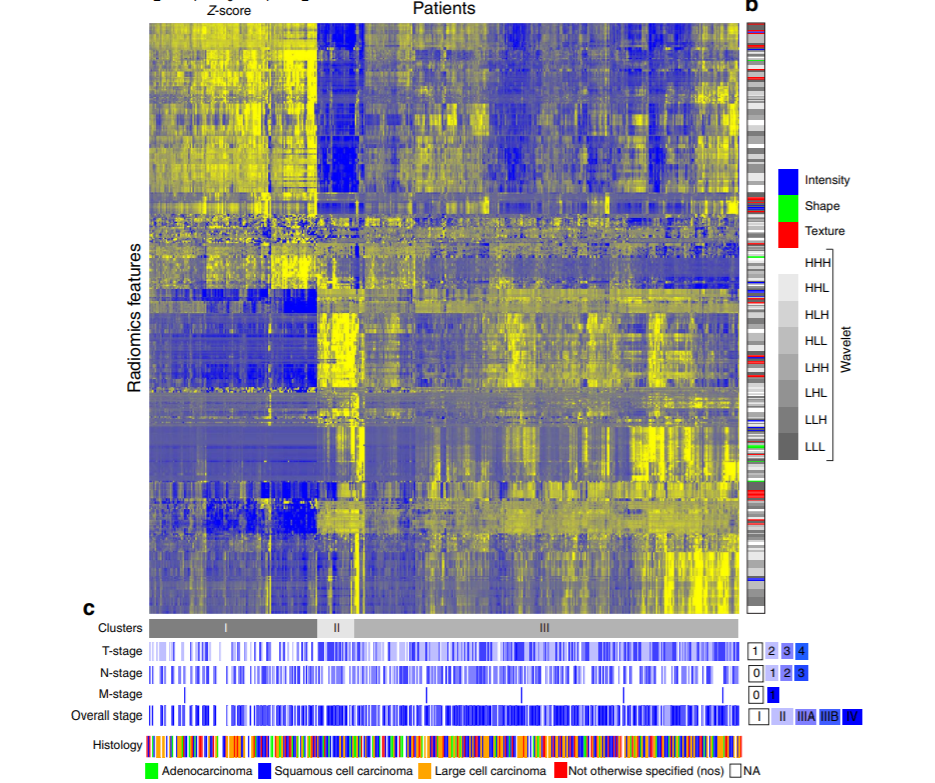 Z-score
Patients
b
Radiomics features
Intensity
Shape
Texture
HHH
HHL
HLH
HLL
LHH
LHL
LLH
LLL
Wavelet
c
Clusters I II III
T-stage 1 2 3 4
N-stage 0 1 2 3
M-stage 0 1
Overall stage I II IIIA IIIB IV
Histology
Adenocarcinoma Squamous cell carcinoma Large cell carcinoma Not otherwise specified (nos) NA